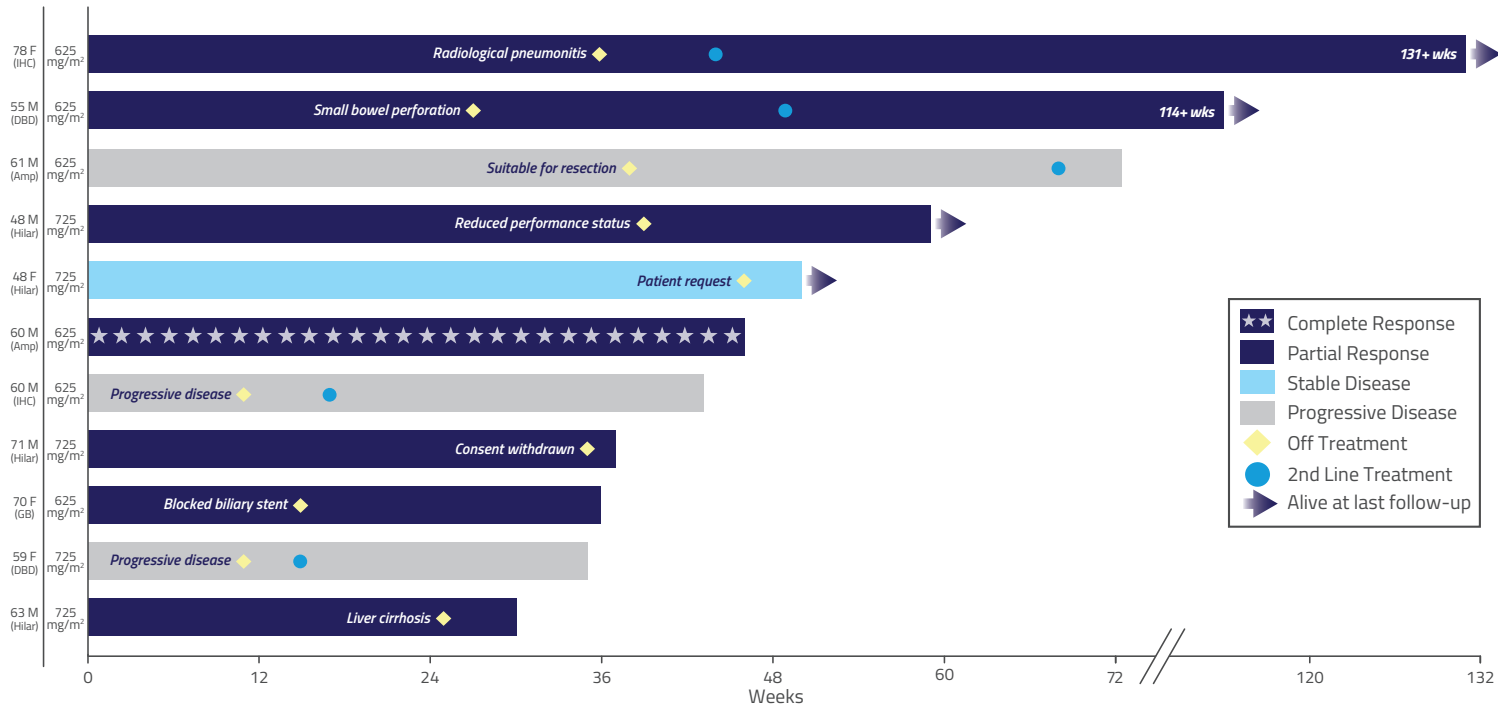 78 F
(IHC)
625
mg/m²
Radiological pneumonitis
131+ wks
55 M
(DBD)
625
mg/m²
Small bowel perforation
114+ wks
61 M
(Amp)
625
mg/m²
Suitable for resection
48 M
(Hilar)
725
mg/m²
Reduced performance status
48 F
(Hilar)
725
mg/m²
Patient request
60 M
(Amp)
625
mg/m²
60 M
(IHC)
625
mg/m²
Progressive disease
71 M
(Hilar)
725
mg/m²
Consent withdrawn
70 F
(GB)
625
mg/m²
Blocked biliary stent
59 F
(DBD)
725
mg/m²
Progressive disease
63 M
(Hilar)
725
mg/m²
Liver cirrhosis
Complete Response
Partial Response
Stable Disease
Progressive Disease
Off Treatment
2nd Line Treatment
Alive at last follow-up
0 12 24 36 48 60 72 120 132
Weeks